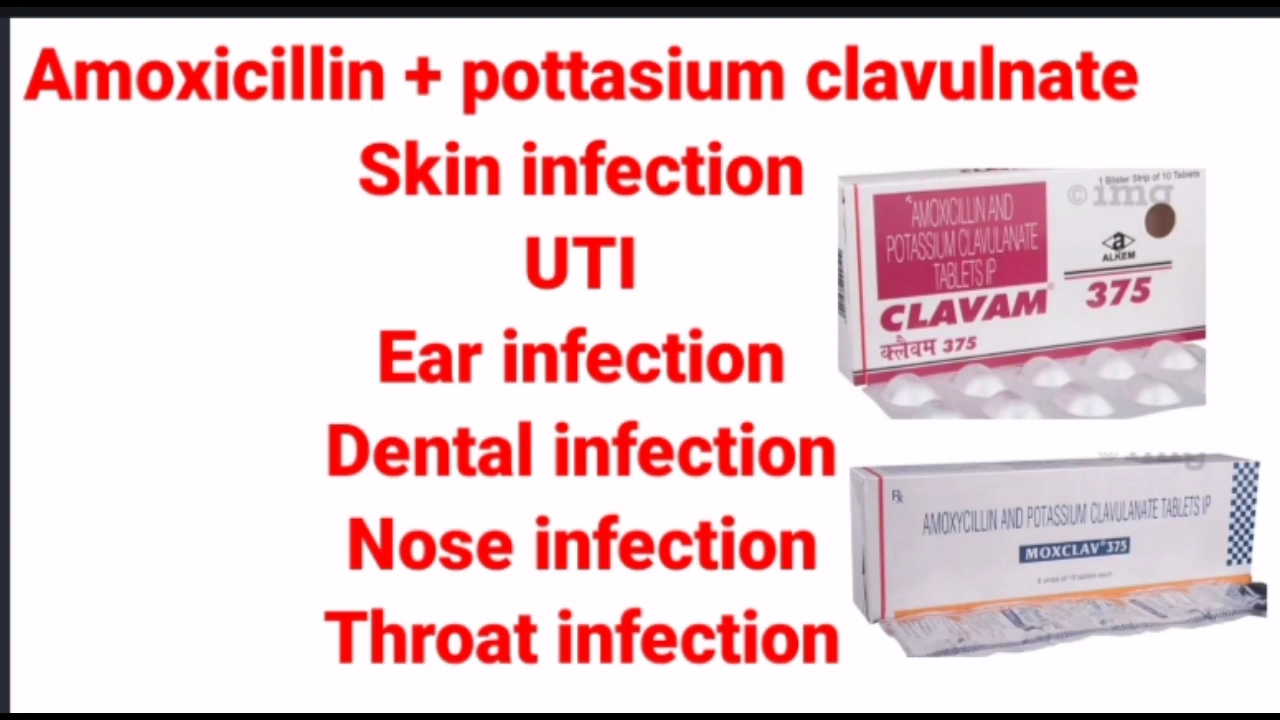 Amoxicillin + pottasium clavulnate
Skin infection
UTI
Ear infection
Dental infection
Nose infection
Throat infection
1 Blister Strip of 10 Tablets
© img
AMOXICILLIN AND
POTASSIUM CLAVULANATE
TABLETS IP
a
ALKEM
CLAVAM®
375
क्लैवम 375
Rx
AMOXYCILLIN AND POTASSIUM CLAVULANATE TABLETS IP
MOXCLAV® 375